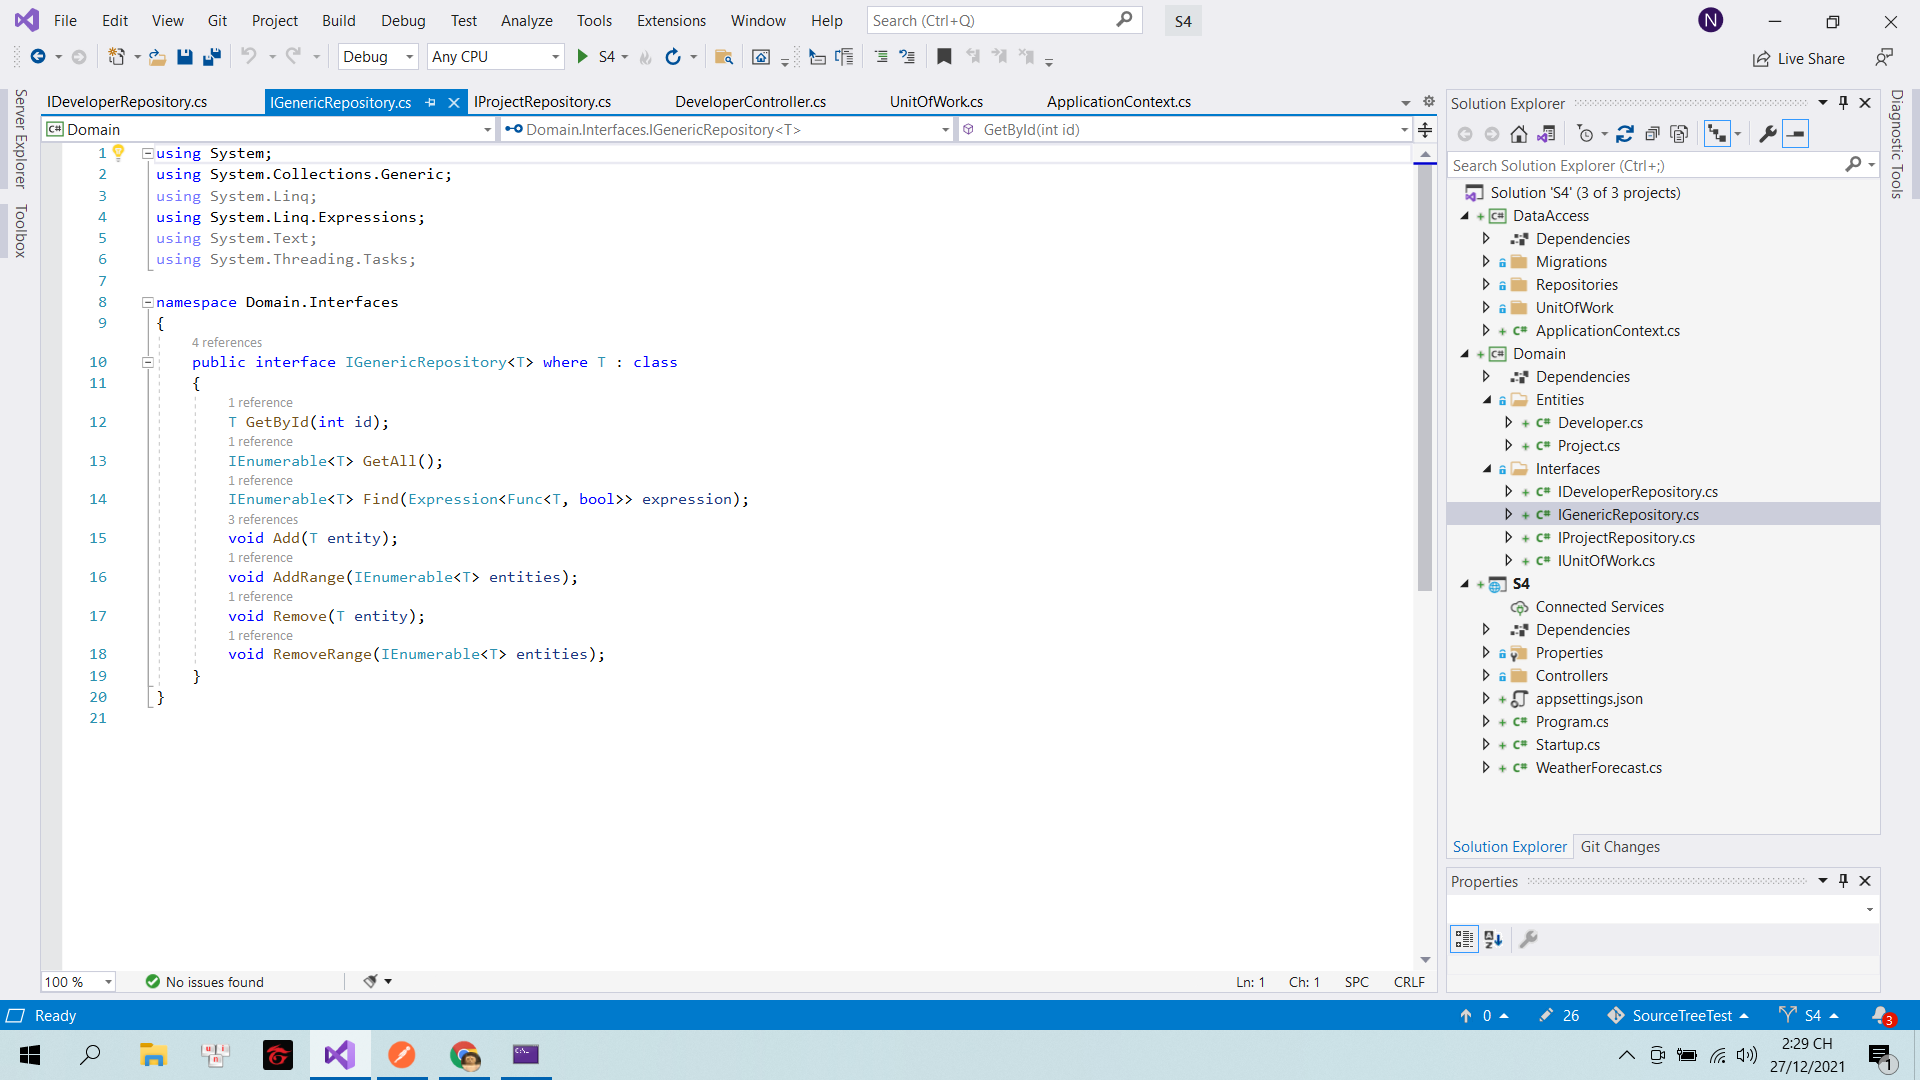 File Edit View Git Project Build Debug Test Analyze Tools Extensions Window Help Search (Ctrl+Q) S4 N
Debug Any CPU S4 Live Share
Server Explorer
Toolbox
IDeveloperRepository.cs IGenericRepository.cs IProjectRepository.cs DeveloperController.cs UnitOfWork.cs ApplicationContext.cs
C# Domain Domain.Interfaces.IGenericRepository<T> GetById(int id)
1 using System;
2 using System.Collections.Generic;
3 using System.Linq;
4 using System.Linq.Expressions;
5 using System.Text;
6 using System.Threading.Tasks;
7
8 namespace Domain.Interfaces
9 {
4 references
10 public interface IGenericRepository<T> where T : class
11 {
1 reference
12 T GetById(int id);
1 reference
13 IEnumerable<T> GetAll();
1 reference
14 IEnumerable<T> Find(Expression<Func<T, bool>> expression);
3 references
15 void Add(T entity);
1 reference
16 void AddRange(IEnumerable<T> entities);
1 reference
17 void Remove(T entity);
1 reference
18 void RemoveRange(IEnumerable<T> entities);
19 }
20 }
21
100 % No issues found Ln: 1 Ch: 1 SPC CRLF
Solution Explorer
Search Solution Explorer (Ctrl+;)
Solution 'S4' (3 of 3 projects)
C# DataAccess
Dependencies
Migrations
Repositories
UnitOfWork
C# ApplicationContext.cs
C# Domain
Dependencies
Entities
C# Developer.cs
C# Project.cs
Interfaces
C# IDeveloperRepository.cs
C# IGenericRepository.cs
C# IProjectRepository.cs
C# IUnitOfWork.cs
S4
Connected Services
Dependencies
Properties
Controllers
appsettings.json
C# Program.cs
C# Startup.cs
C# WeatherForecast.cs
Solution Explorer Git Changes
Properties
Diagnostic Tools
Ready 0 26 SourceTreeTest S4 3
2:29 CH
27/12/2021
1